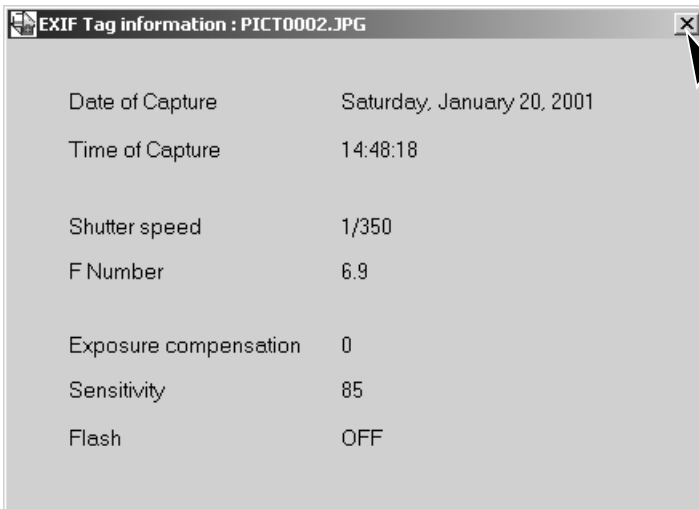 EXIF Tag information : PICT0002.JPG
Date of Capture Saturday, January 20, 2001
Time of Capture 14:48:18
Shutter speed 1/350
F Number 6.9
Exposure compensation 0
Sensitivity 85
Flash OFF